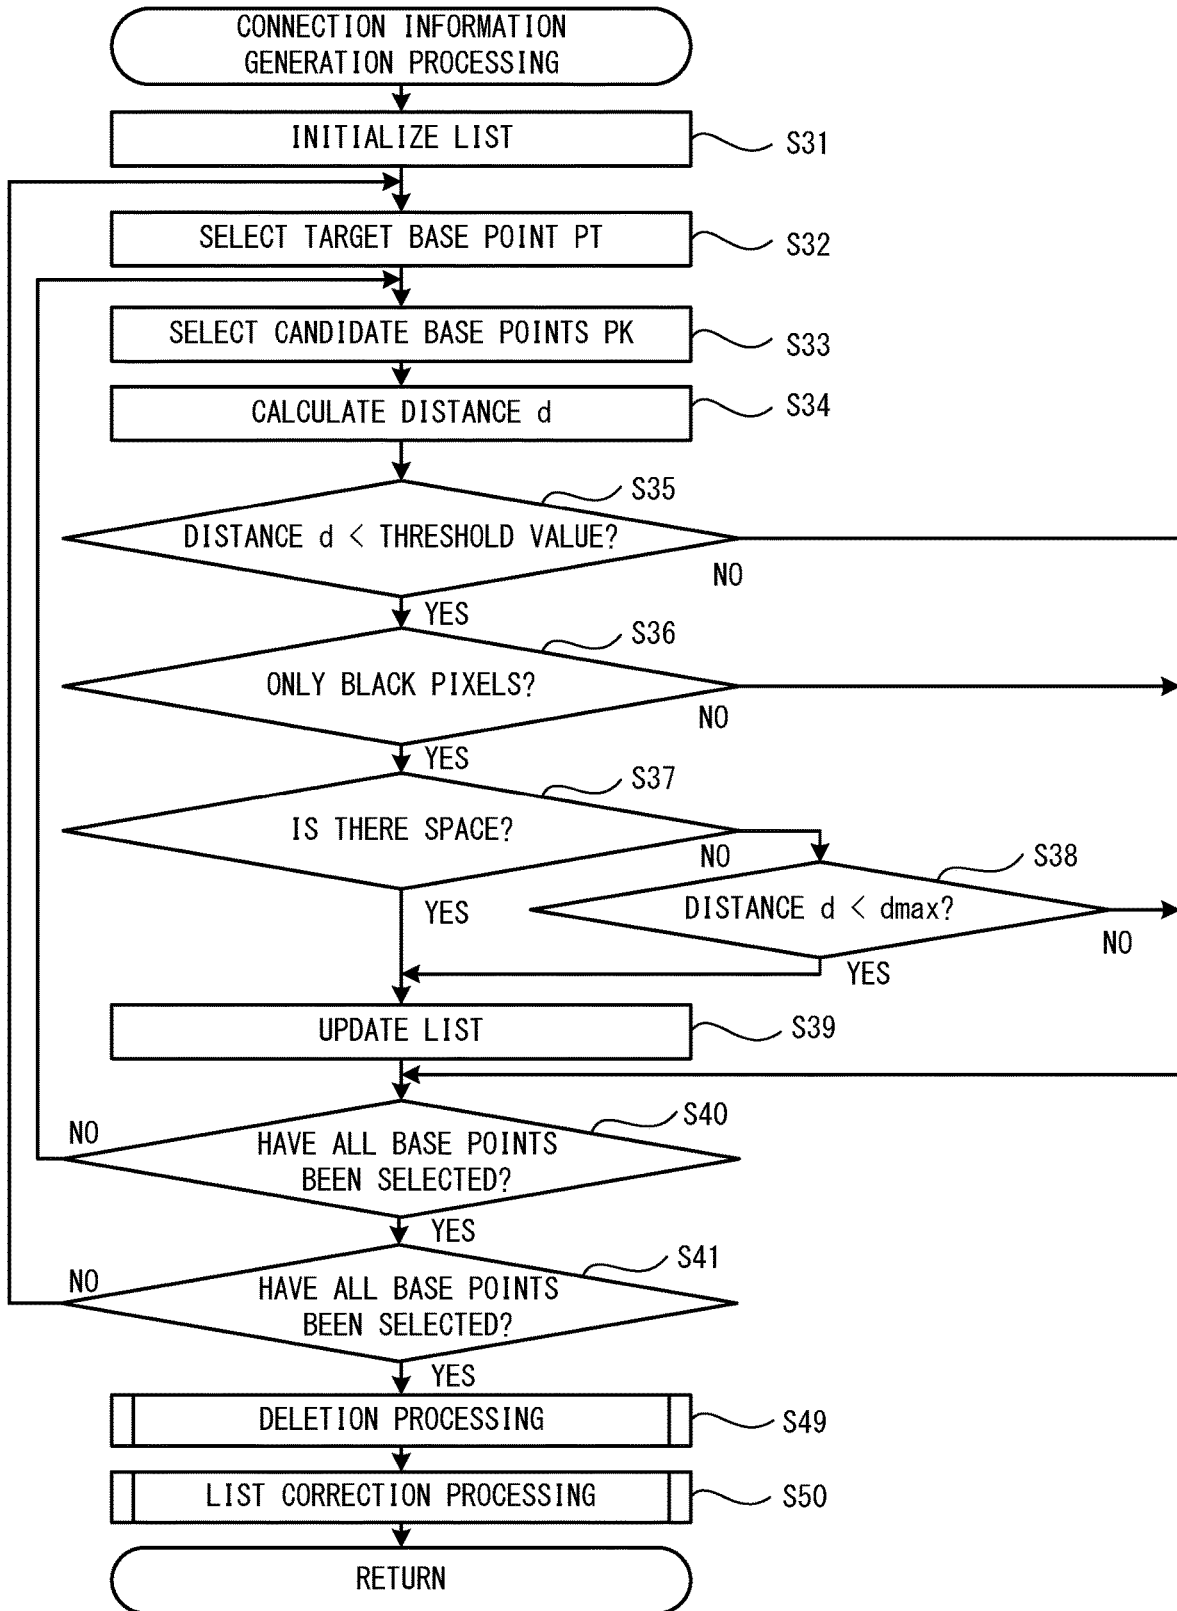 CONNECTION INFORMATION
GENERATION PROCESSING
INITIALIZE LIST
S31
SELECT TARGET BASE POINT PT
S32
SELECT CANDIDATE BASE POINTS PK
S33
CALCULATE DISTANCE d
S34
S35
DISTANCE d < THRESHOLD VALUE?
NO
YES
S36
ONLY BLACK PIXELS?
NO
YES
S37
IS THERE SPACE?
NO
S38
YES
DISTANCE d < dmax?
NO
YES
UPDATE LIST
S39
S40
NO
HAVE ALL BASE POINTS
BEEN SELECTED?
YES
S41
NO
HAVE ALL BASE POINTS
BEEN SELECTED?
YES
DELETION PROCESSING
S49
LIST CORRECTION PROCESSING
S50
RETURN